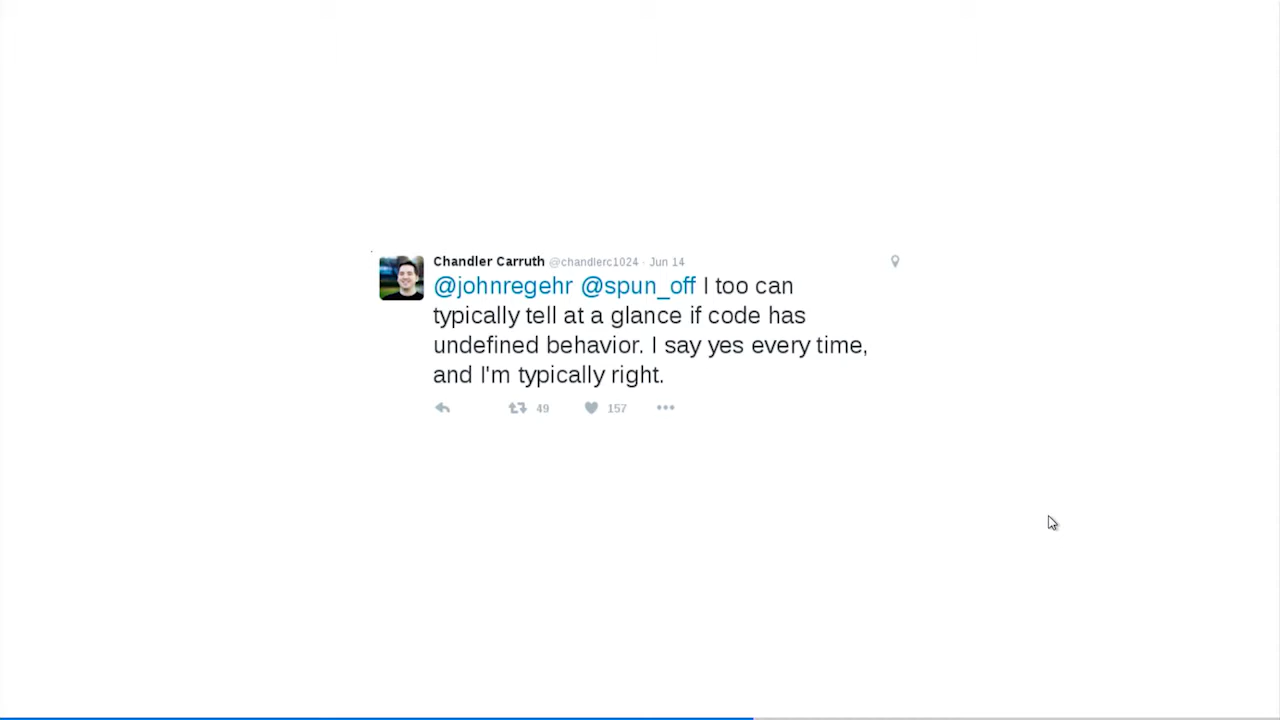 Chandler Carruth @chandlerc1024 · Jun 14
@johnregehr @spun_off I too can
typically tell at a glance if code has
undefined behavior. I say yes every time,
and I'm typically right.
49 157